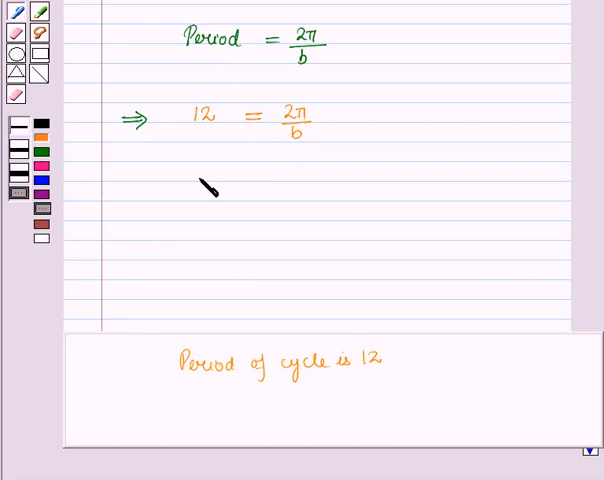 Period = 2π/b
⇒ 12 = 2π/b
Period of cycle is 12